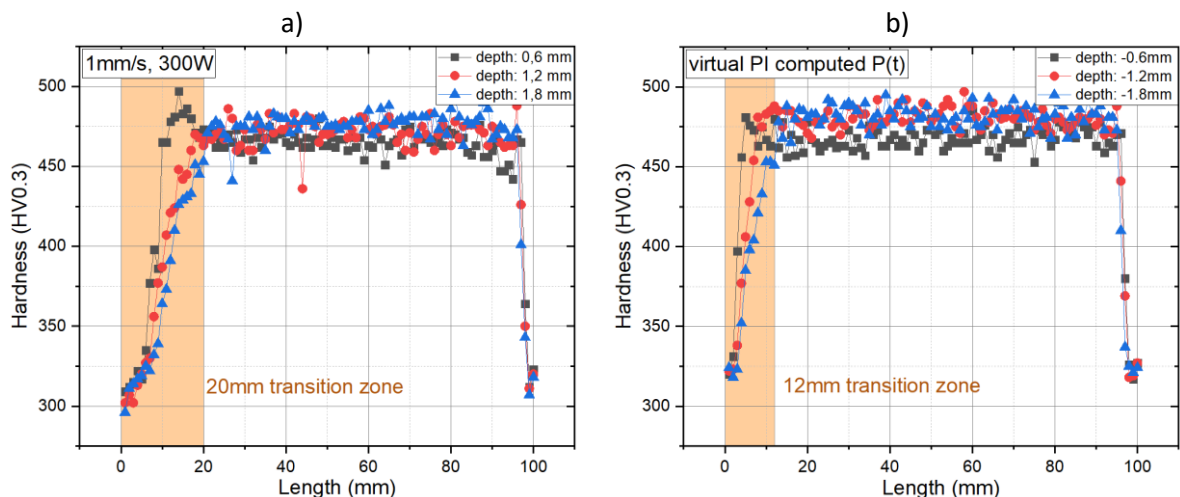 a)
1mm/s, 300W
depth: 0,6 mm
depth: 1,2 mm
depth: 1,8 mm
500
450
400
350
300
Hardness (HV0.3)
20mm transition zone
0
20
40
60
80
100
Length (mm)
b)
virtual PI computed P(t)
depth: -0.6mm
depth: -1.2mm
depth: -1.8mm
500
450
400
350
300
Hardness (HV0.3)
12mm transition zone
0
20
40
60
80
100
Length (mm)